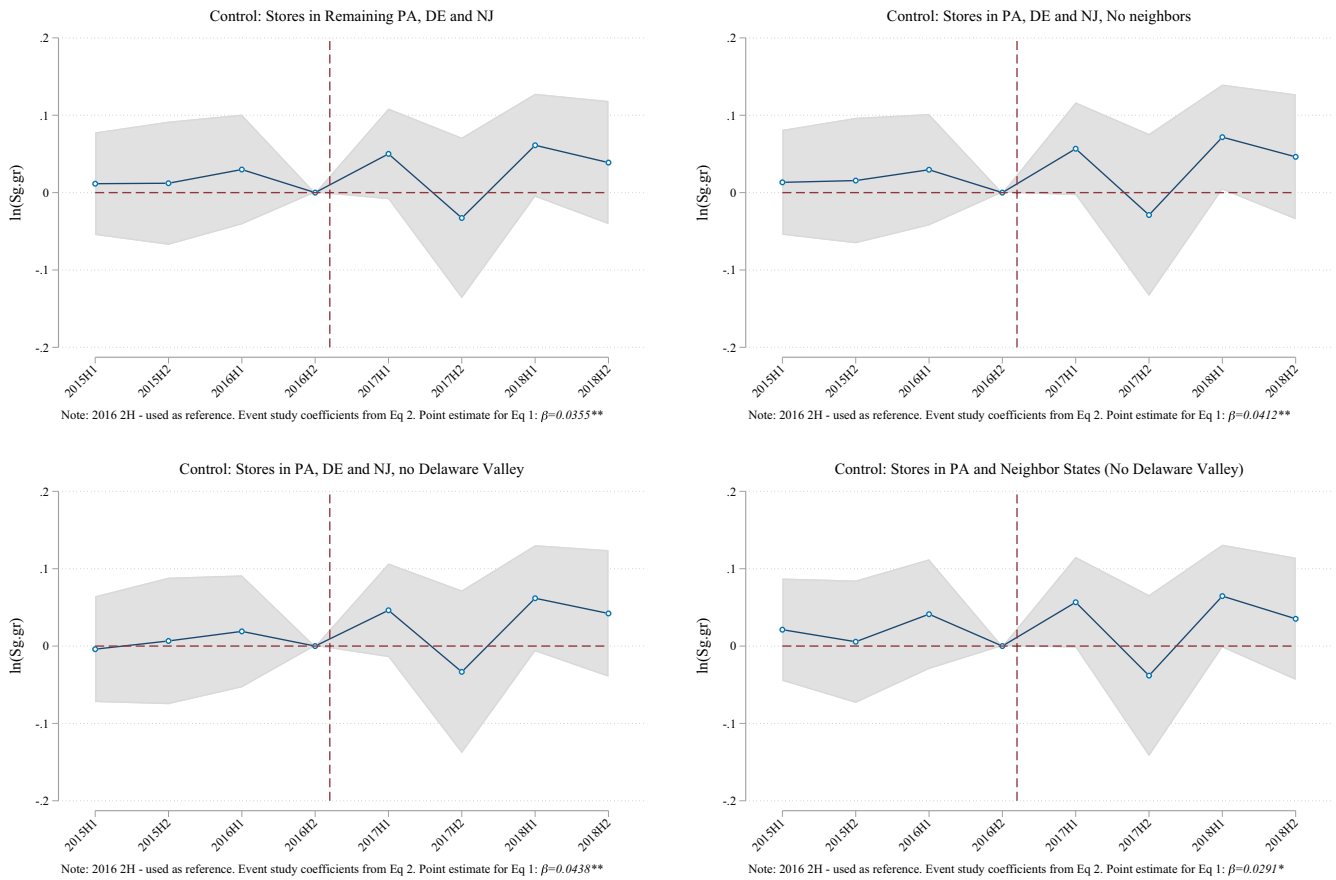 Control: Stores in Remaining PA, DE and NJ
.2
.1
0
-.1
-.2
ln(Sg.gr)
2015H1
2015H2
2016H1
2016H2
2017H1
2017H2
2018H1
2018H2
Note: 2016 2H - used as reference. Event study coefficients from Eq 2. Point estimate for Eq 1: β=0.0355**
Control: Stores in PA, DE and NJ, No neighbors
.2
.1
0
-.1
-.2
ln(Sg.gr)
2015H1
2015H2
2016H1
2016H2
2017H1
2017H2
2018H1
2018H2
Note: 2016 2H - used as reference. Event study coefficients from Eq 2. Point estimate for Eq 1: β=0.0412**
Control: Stores in PA, DE and NJ, no Delaware Valley
.2
.1
0
-.1
-.2
ln(Sg.gr)
2015H1
2015H2
2016H1
2016H2
2017H1
2017H2
2018H1
2018H2
Note: 2016 2H - used as reference. Event study coefficients from Eq 2. Point estimate for Eq 1: β=0.0438**
Control: Stores in PA and Neighbor States (No Delaware Valley)
.2
.1
0
-.1
-.2
ln(Sg.gr)
2015H1
2015H2
2016H1
2016H2
2017H1
2017H2
2018H1
2018H2
Note: 2016 2H - used as reference. Event study coefficients from Eq 2. Point estimate for Eq 1: β=0.0291*